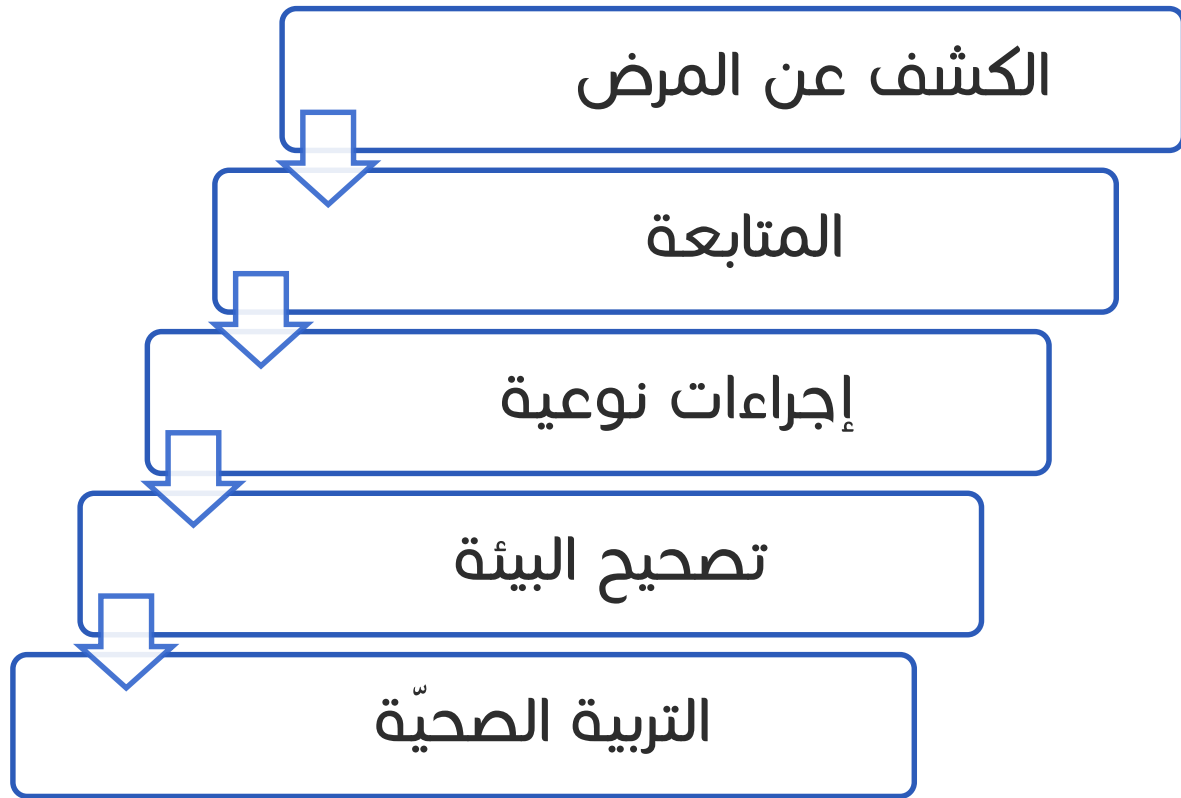 الكشف عن المرض
المتابعة
إجراءات نوعية
تصحيح البيئة
التربية الصحيّة